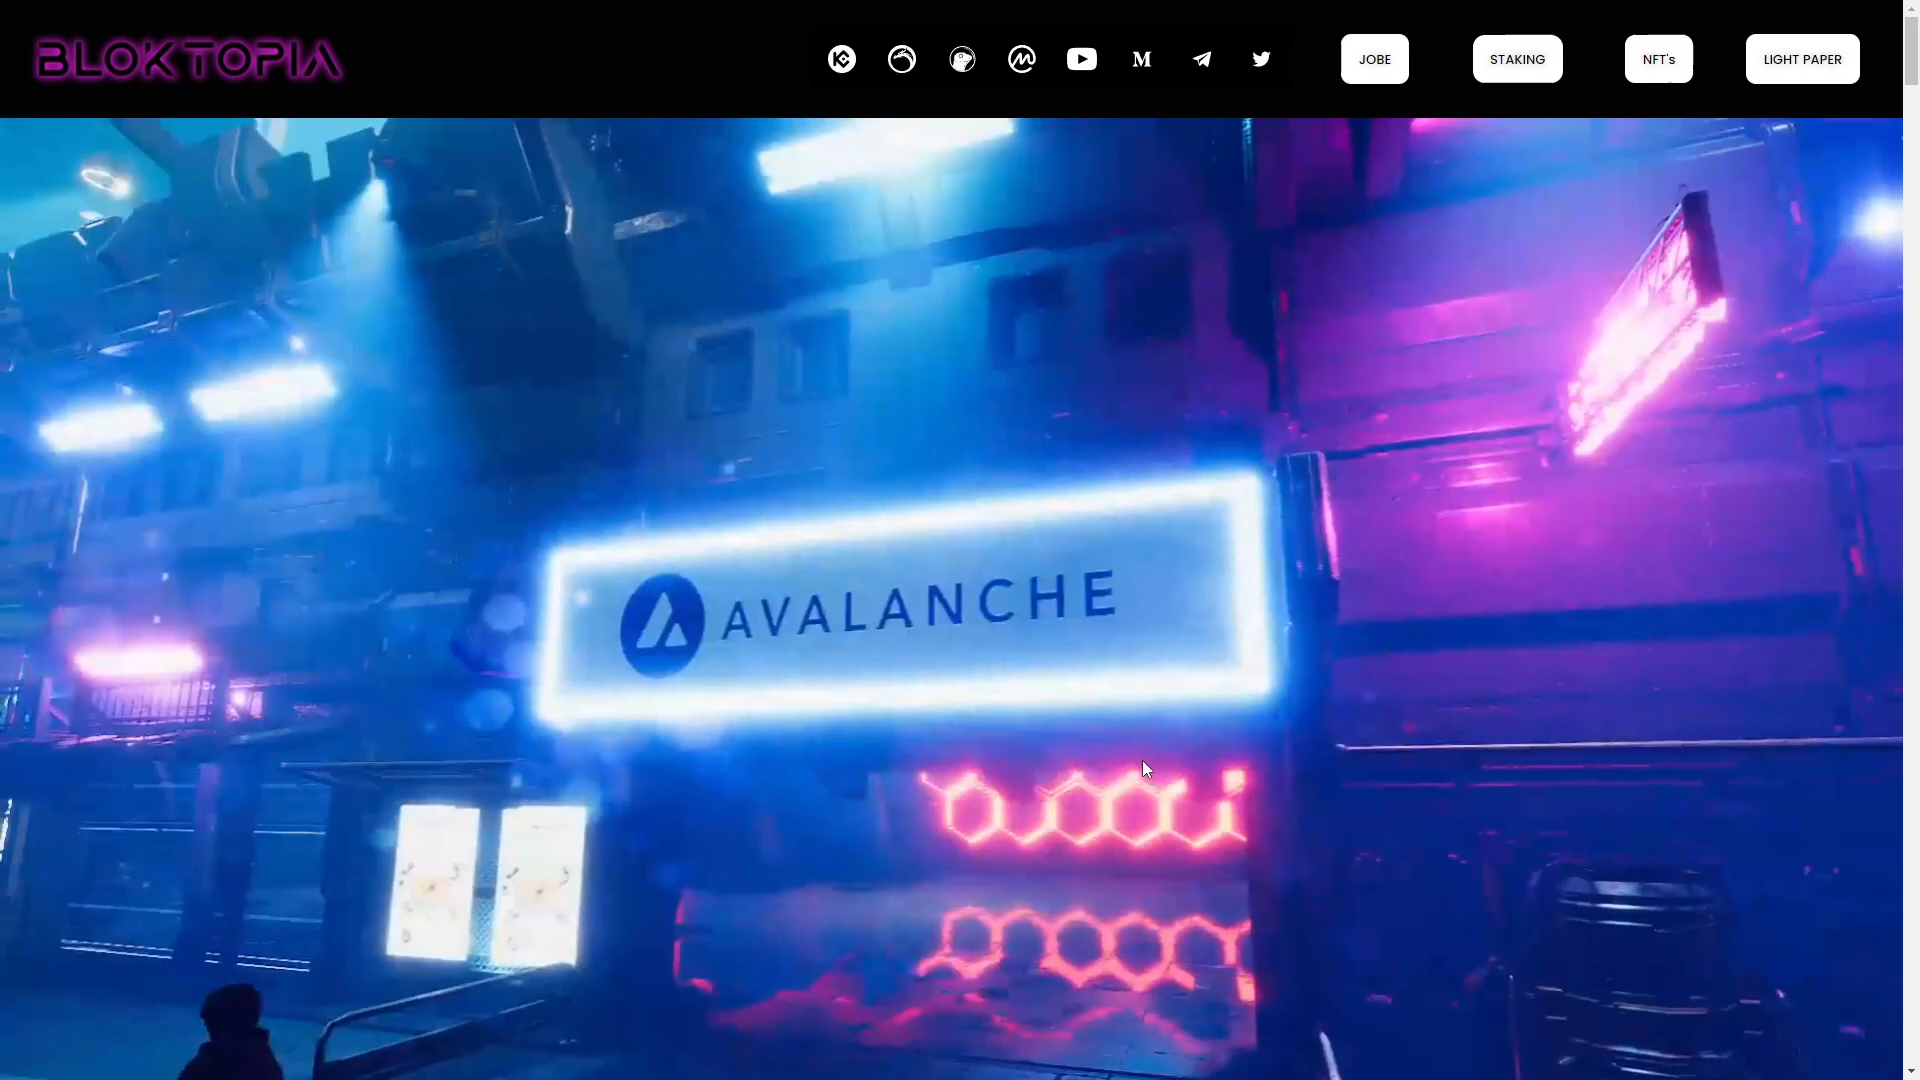 BLOKTOPIA
M
JOBE
STAKING
NFT's
LIGHT PAPER
AVALANCHE